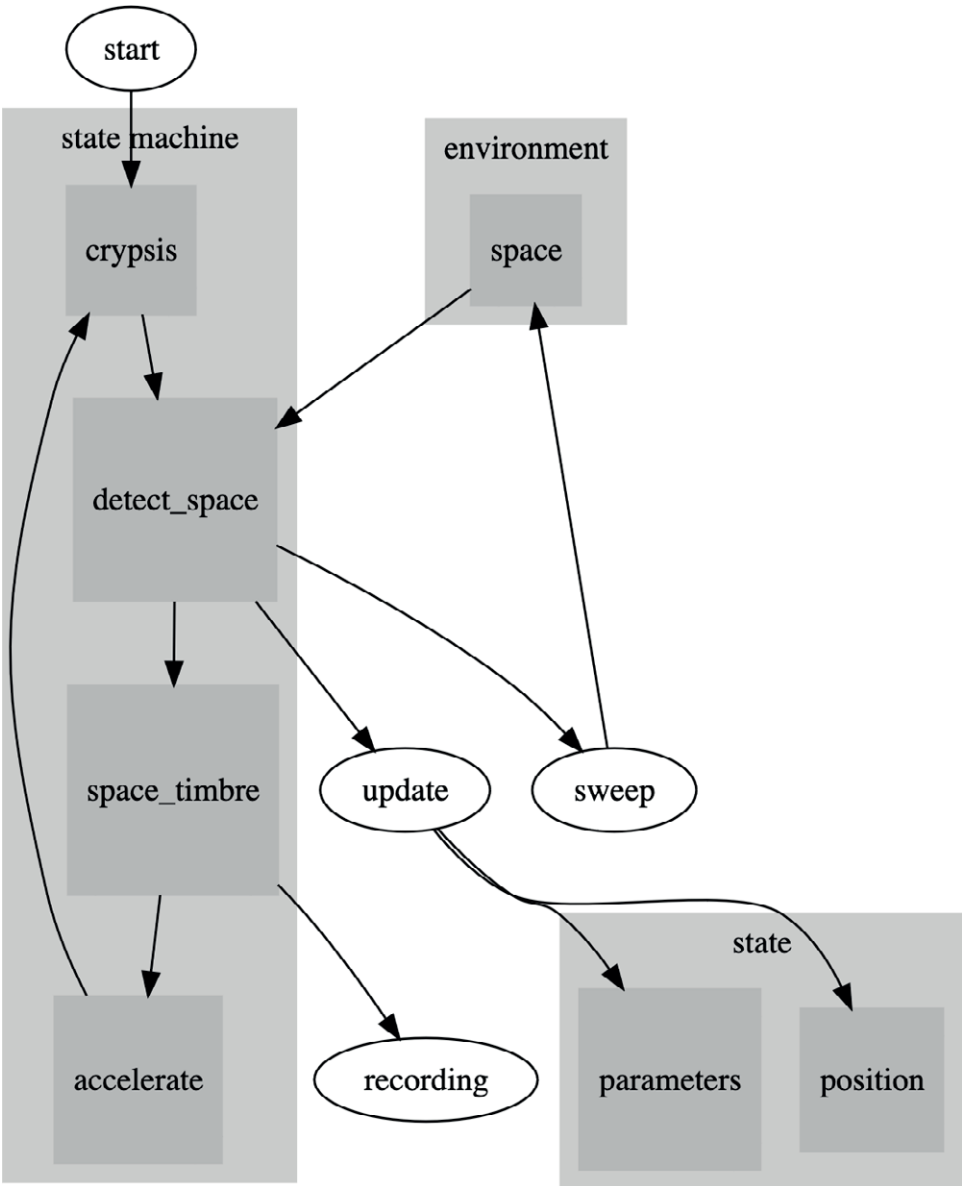 start
state machine
environment
crypsis
space
detect_space
space_timbre
update
sweep
state
accelerate
recording
parameters
position